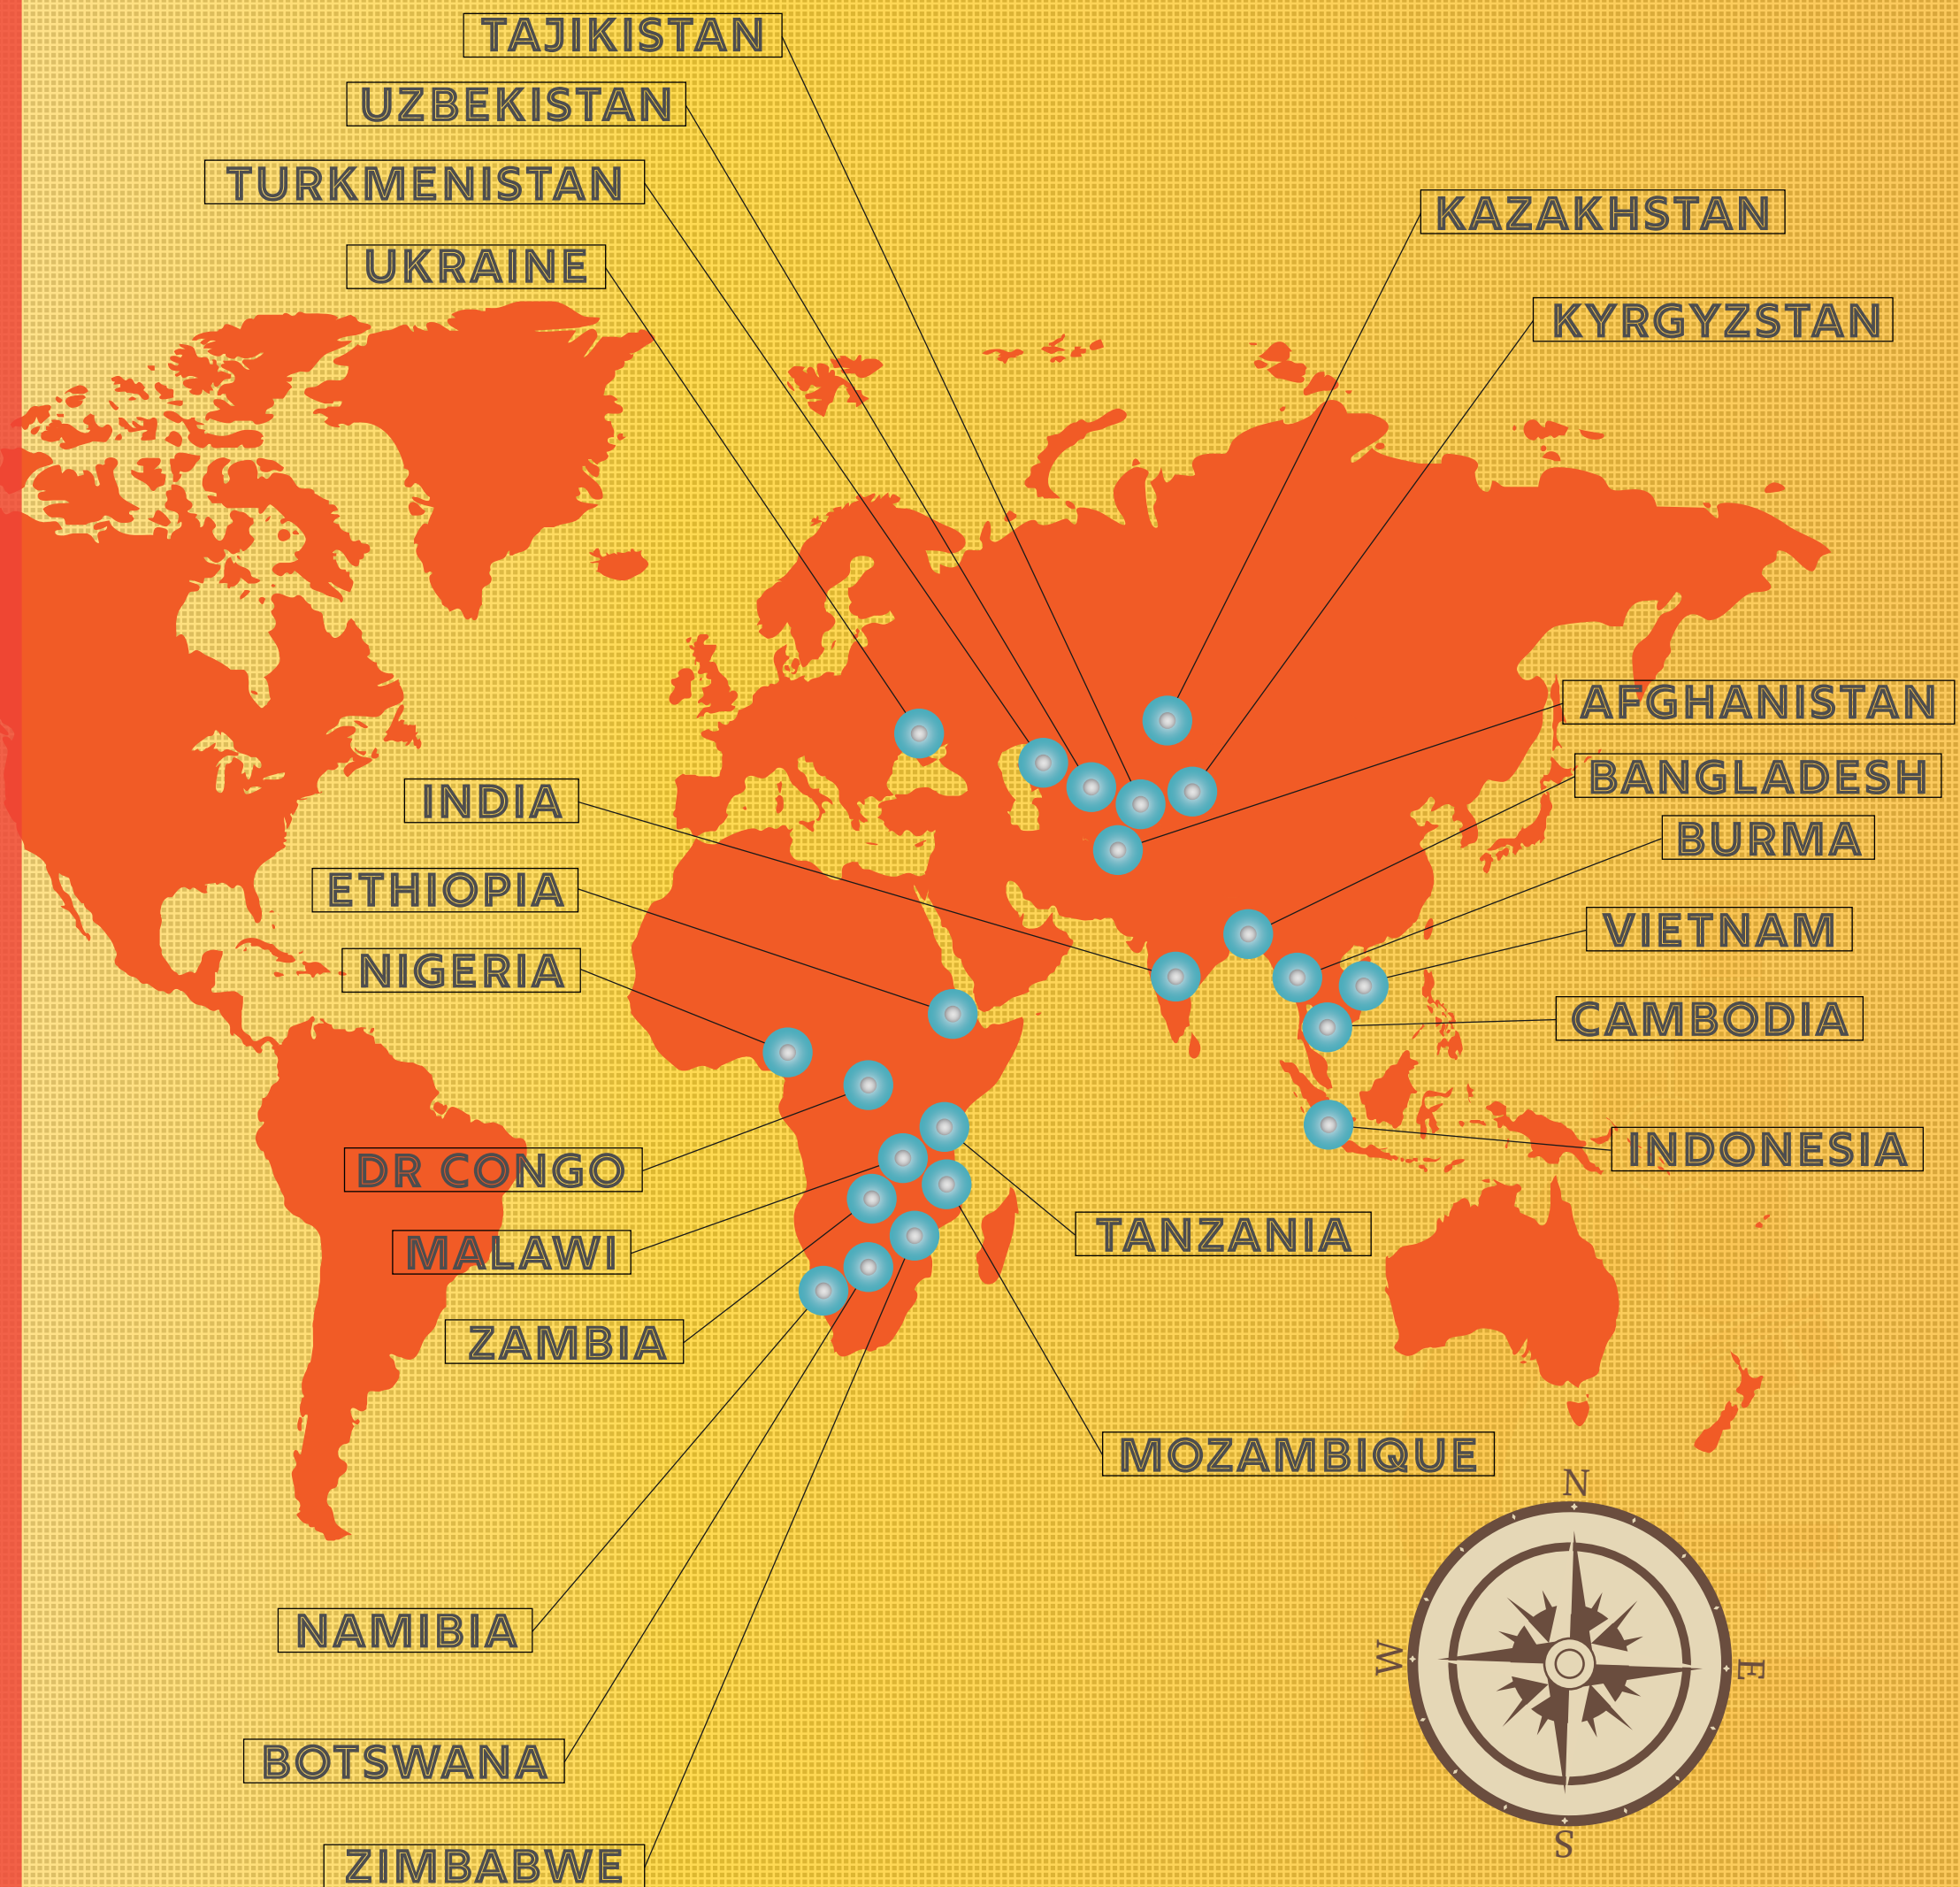 TAJIKISTAN
UZBEKISTAN
TURKMENISTAN
KAZAKHSTAN
UKRAINE
KYRGYZSTAN
AFGHANISTAN
BANGLADESH
INDIA
BURMA
ETHIOPIA
VIETNAM
NIGERIA
CAMBODIA
INDONESIA
DR CONGO
TANZANIA
MALAWI
ZAMBIA
MOZAMBIQUE
N
NAMIBIA
W
E
BOTSWANA
S
ZIMBABWE